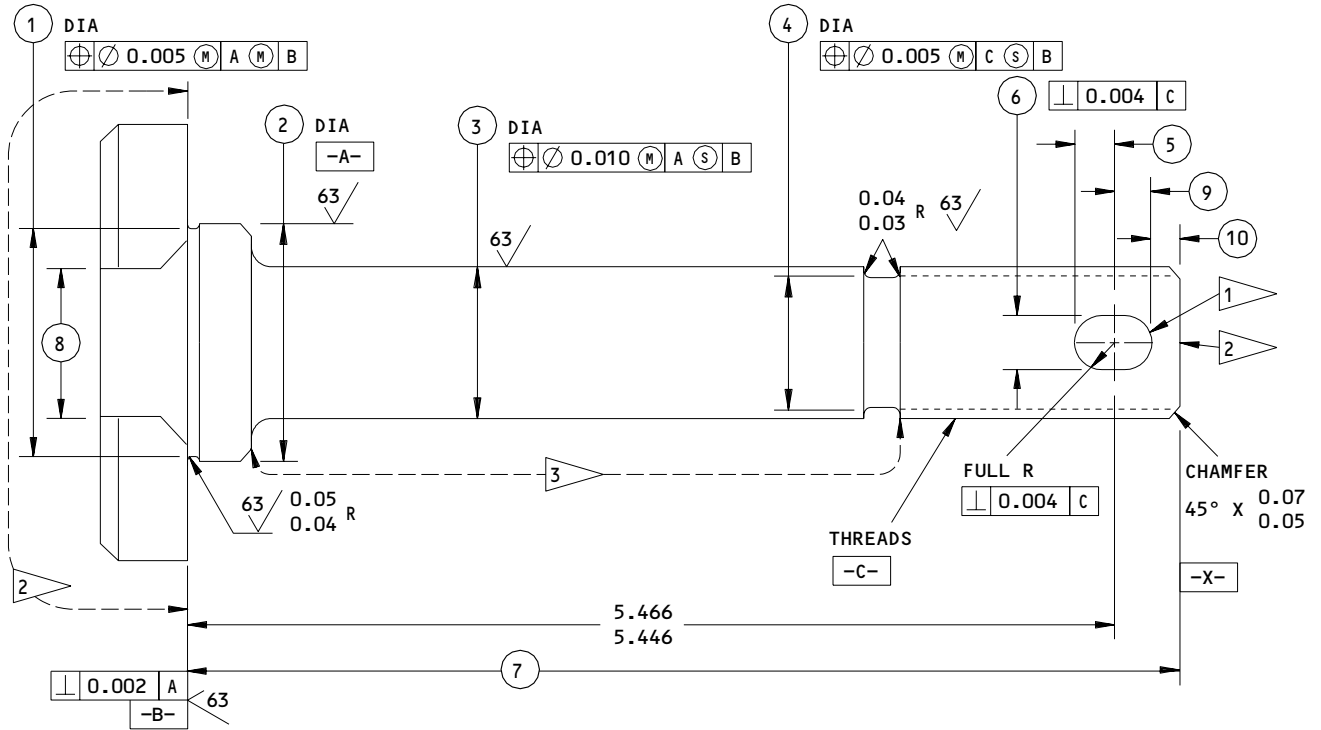 1 DIA
⌖ ⌀ 0.005 Ⓜ A Ⓜ B
4 DIA
⌖ ⌀ 0.005 Ⓜ C Ⓢ B
6 ⊥ 0.004 C
2 DIA
-A-
63
3 DIA
⌖ ⌀ 0.010 Ⓜ A Ⓢ B
63
5
9
10
0.04
0.03 R 63
1
2
8
3
63 0.05
0.04 R
FULL R
⊥ 0.004 C
CHAMFER
45° X 0.07
0.05
THREADS
-C-
-X-
2
5.466
5.446
7
⊥ 0.002 A
-B-
63